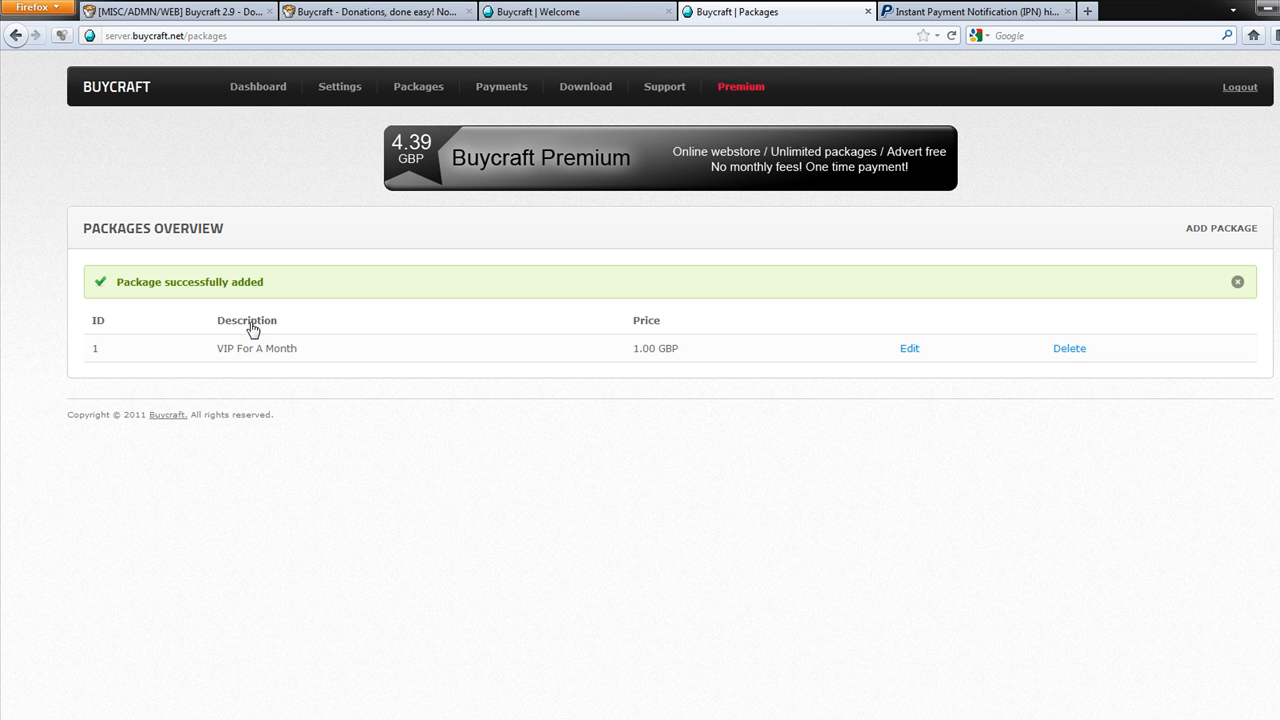 Firefox
[MISC/ADMN/WEB] Buycraft 2.9 - Do...
Buycraft - Donations, done easy! No...
Buycraft | Welcome
Buycraft | Packages
Instant Payment Notification (IPN) hi...
server.buycraft.net/packages
Google
BUYCRAFT
Dashboard
Settings
Packages
Payments
Download
Support
Premium
Logout
4.39
GBP
Buycraft Premium
Online webstore / Unlimited packages / Advert free
No monthly fees! One time payment!
PACKAGES OVERVIEW
ADD PACKAGE
Package successfully added
ID Description Price
1 VIP For A Month 1.00 GBP Edit Delete
Copyright © 2011 Buycraft. All rights reserved.